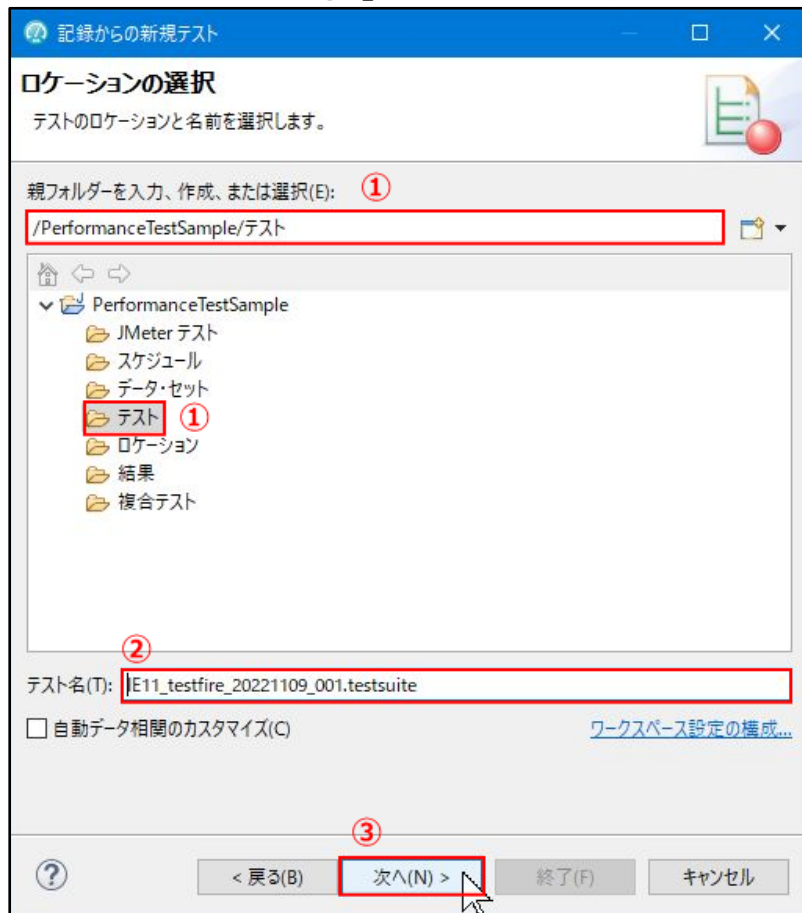 記録からの新規テスト
ロケーションの選択
テストのロケーションと名前を選択します。
親フォルダーを入力、作成、または選択(E): ①
/PerformanceTestSample/テスト
PerformanceTestSample
JMeter テスト
スケジュール
データ・セット
テスト ①
ロケーション
結果
複合テスト
②
テスト名(T): IE11_testfire_20221109_001.testsuite
自動データ相関のカスタマイズ(C) ワークスペース設定の構成...
③
? < 戻る(B) 次へ(N) > 終了(F) キャンセル